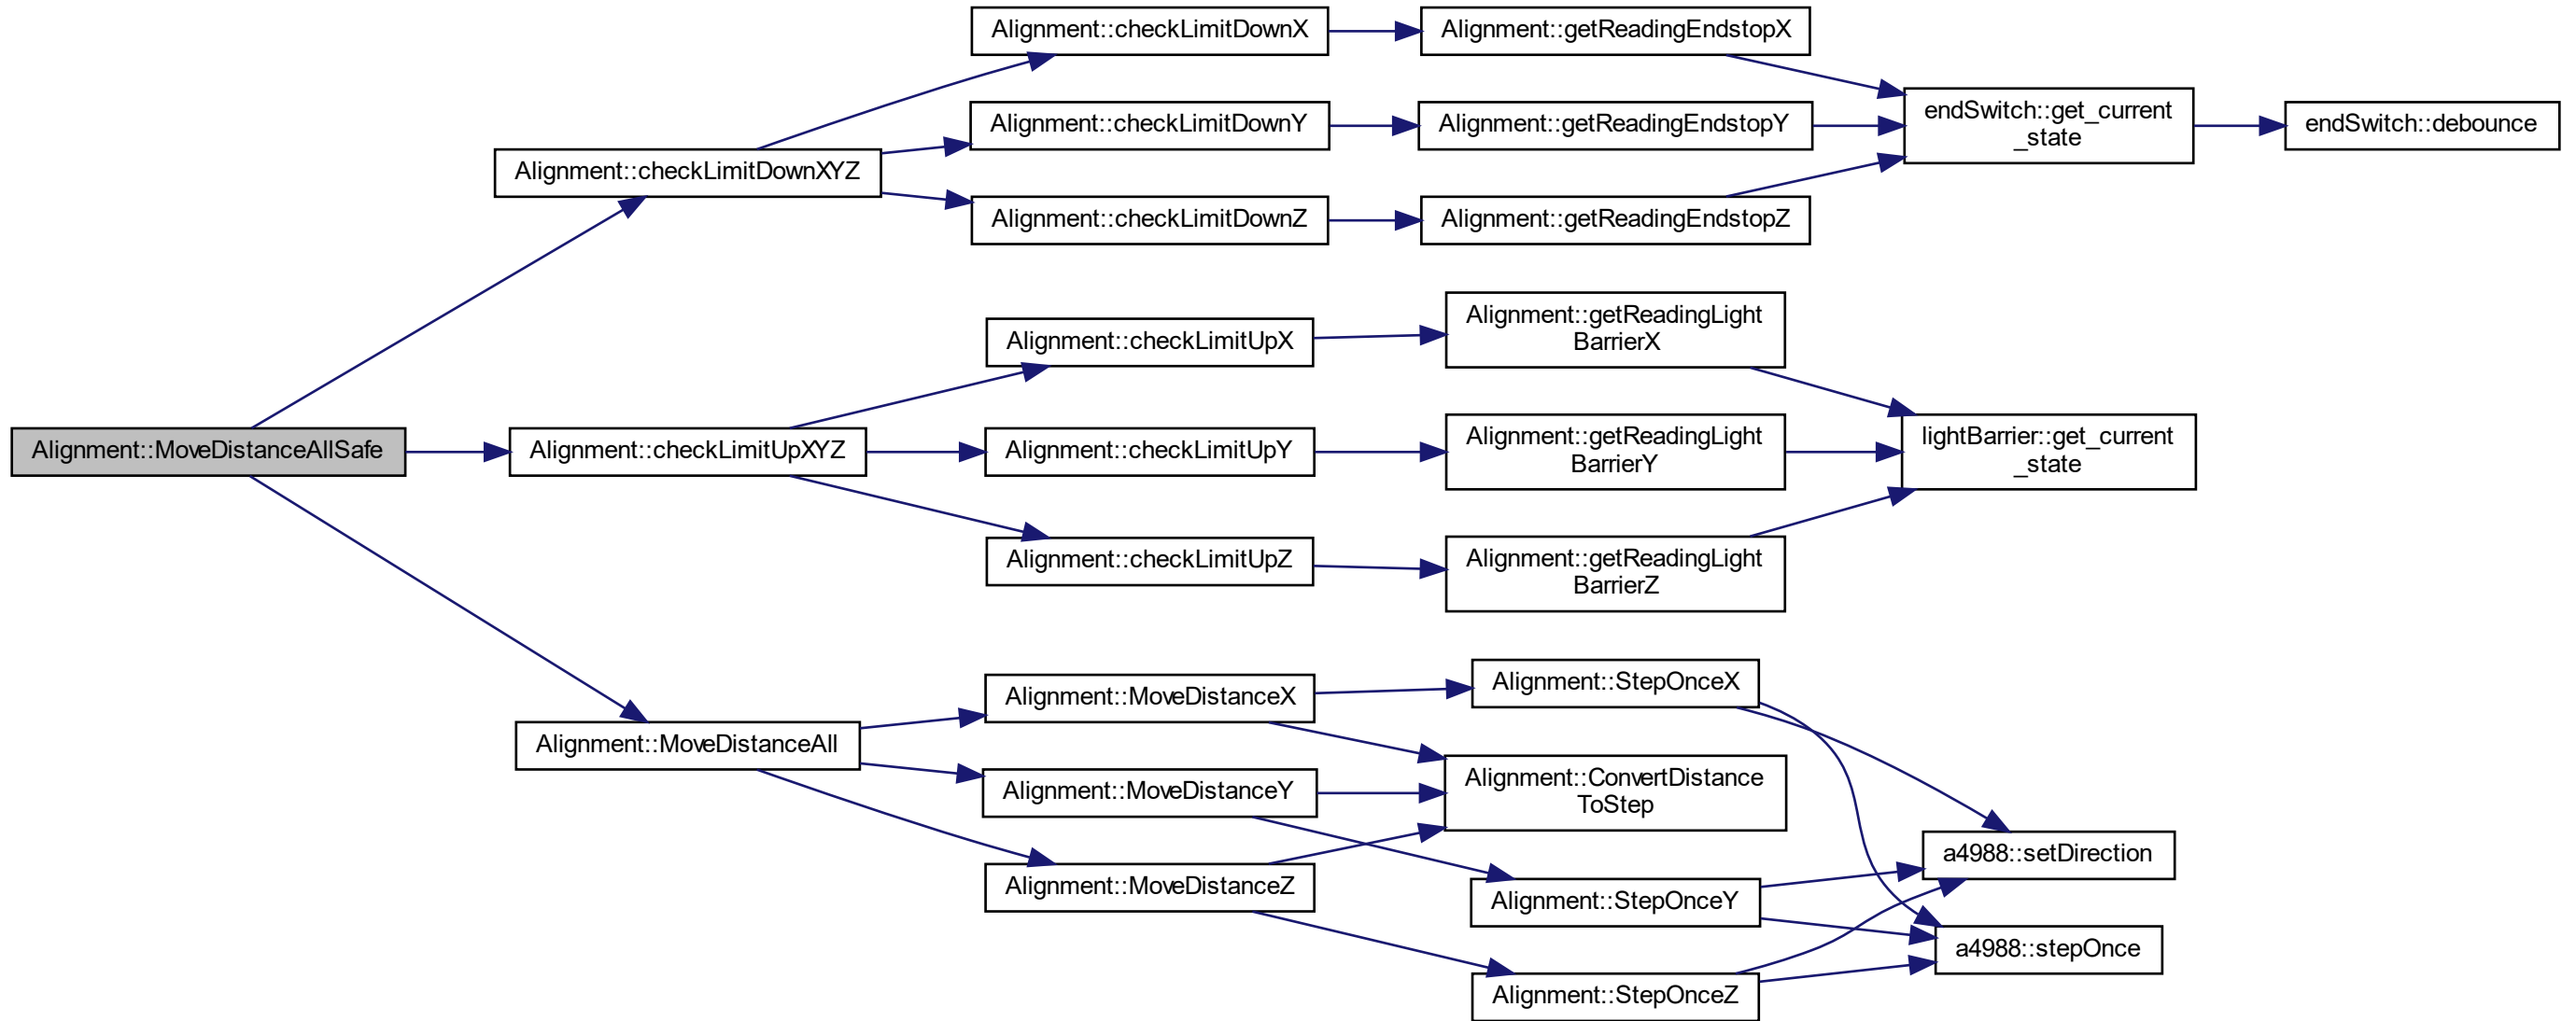 Alignment::MoveDistanceAllSafe
Alignment::checkLimitDownXYZ
Alignment::checkLimitUpXYZ
Alignment::MoveDistanceAll
Alignment::checkLimitDownX
Alignment::checkLimitDownY
Alignment::checkLimitDownZ
Alignment::checkLimitUpX
Alignment::checkLimitUpY
Alignment::checkLimitUpZ
Alignment::MoveDistanceX
Alignment::MoveDistanceY
Alignment::MoveDistanceZ
Alignment::getReadingEndstopX
Alignment::getReadingEndstopY
Alignment::getReadingEndstopZ
Alignment::getReadingLight
BarrierX
Alignment::getReadingLight
BarrierY
Alignment::getReadingLight
BarrierZ
Alignment::StepOnceX
Alignment::ConvertDistance
ToStep
Alignment::StepOnceY
Alignment::StepOnceZ
endSwitch::get_current
_state
lightBarrier::get_current
_state
a4988::setDirection
a4988::stepOnce
endSwitch::debounce